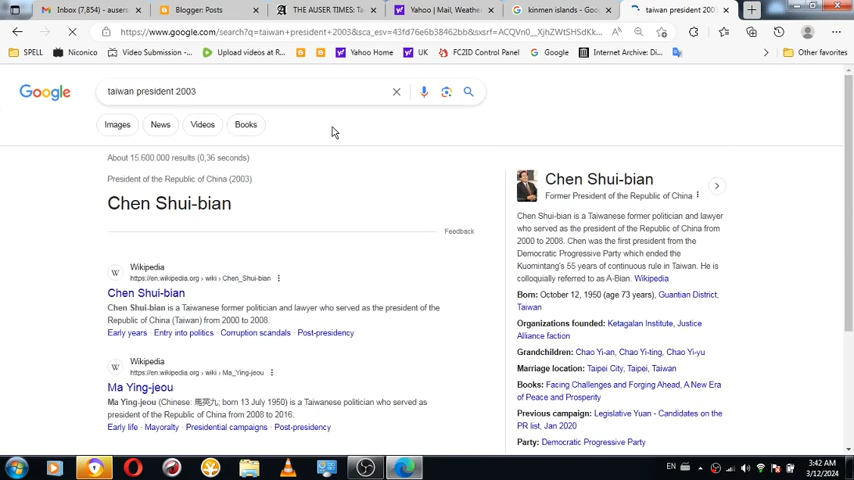 Inbox (7,854) - ausers
Blogger Posts
THE AUSER TIMES: Ta
Yahoo | Mail, Weathe
kinmen islands - Goo
taiwan president 2003
https://www.google.com/search?q=taiwan+president+2003&sca_esv=43fd76e6b38462bb&sxsrf=ACQVn0__XjhZWtSHSdKk...
SPELL
Niconico
Video Submission -...
Upload videos at R...
Yahoo Home
UK
FC2ID Control Panel
Google
Internet Archive: Di...
Other favorites
Google
taiwan president 2003
Images
News
Videos
Books
About 15.600.000 results (0,36 seconds)
President of the Republic of China (2003)
Chen Shui-bian
Feedback
Wikipedia
https://en.wikipedia.org › wiki › Chen_Shui-bian
Chen Shui-bian
Chen Shui-bian is a Taiwanese former politician and lawyer who served as the president of the
Republic of China (Taiwan) from 2000 to 2008.
Early years · Entry into politics · Corruption scandals · Post-presidency
Wikipedia
https://en.wikipedia.org › wiki › Ma_Ying-jeou
Ma Ying-jeou
Ma Ying-jeou (Chinese: 馬英九; born 13 July 1950) is a Taiwanese politician who served as
president of the Republic of China from 2008 to 2016.
Early life · Mayoralty · Presidential campaigns · Post-presidency
Chen Shui-bian
Former President of the Republic of China
Chen Shui-bian is a Taiwanese former politician and lawyer
who served as the president of the Republic of China from
2000 to 2008. Chen was the first president from the
Democratic Progressive Party which ended the
Kuomintang's 55 years of continuous rule in Taiwan. He is
colloquially referred to as A-Bian. Wikipedia
Born: October 12, 1950 (age 73 years), Guantian District,
Taiwan
Organizations founded: Ketagalan Institute, Justice
Alliance faction
Grandchildren: Chao Yi-an, Chao Yi-ting, Chao Yi-yu
Marriage location: Taipei City, Taipei, Taiwan
Books: Facing Challenges and Forging Ahead, A New Era
of Peace and Prosperity
Previous campaign: Legislative Yuan - Candidates on the
PR list, Jan 2020
Party: Democratic Progressive Party
EN
3:42 AM
3/12/2024